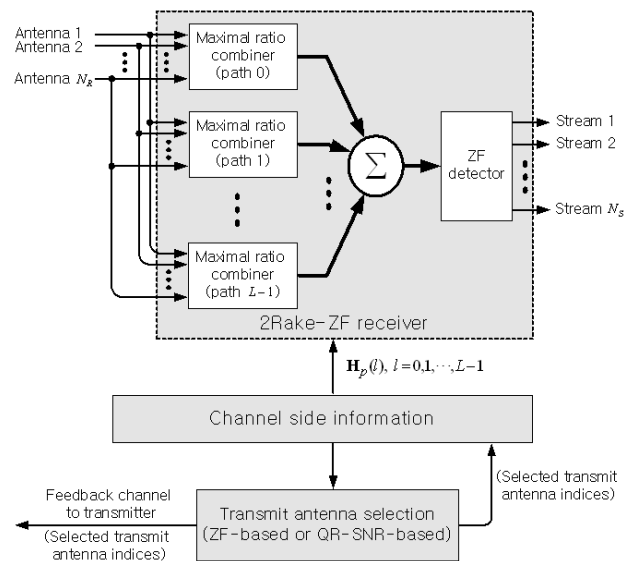 Antenna 1
Antenna 2
Antenna N_R
Maximal ratio
combiner
(path 0)
Maximal ratio
combiner
(path 1)
Maximal ratio
combiner
(path L-1)
Σ
ZF
detector
Stream 1
Stream 2
Stream N_S
2Rake-ZF receiver
H_p(l), l=0,1,⋯,L-1
Channel side information
(Selected transmit
antenna indices)
Feedback channel
to transmitter
(Selected transmit
antenna indices)
Transmit antenna selection
(ZF-based or QR-SNR-based)